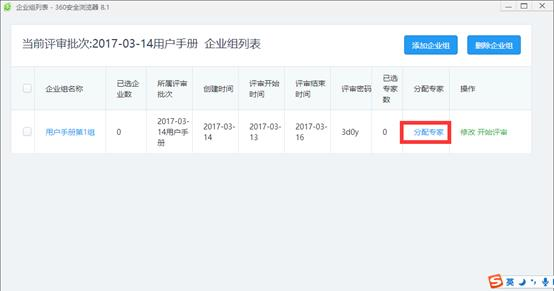 企业组列表 - 360安全浏览器 8.1
当前评审批次:2017-03-14用户手册 企业组列表
添加企业组
删除企业组
企业组名称
已选企
业数
所属评审
批次
创建时间
评审开始
时间
评审结束
时间
评审密码
已选
专家
数
分配专家
操作
用户手册第1组
0
2017-03-
14用户手
册
2017-03-
14
2017-03-
13
2017-03-
16
3d0y
0
分配专家
修改 开始评审
S 英